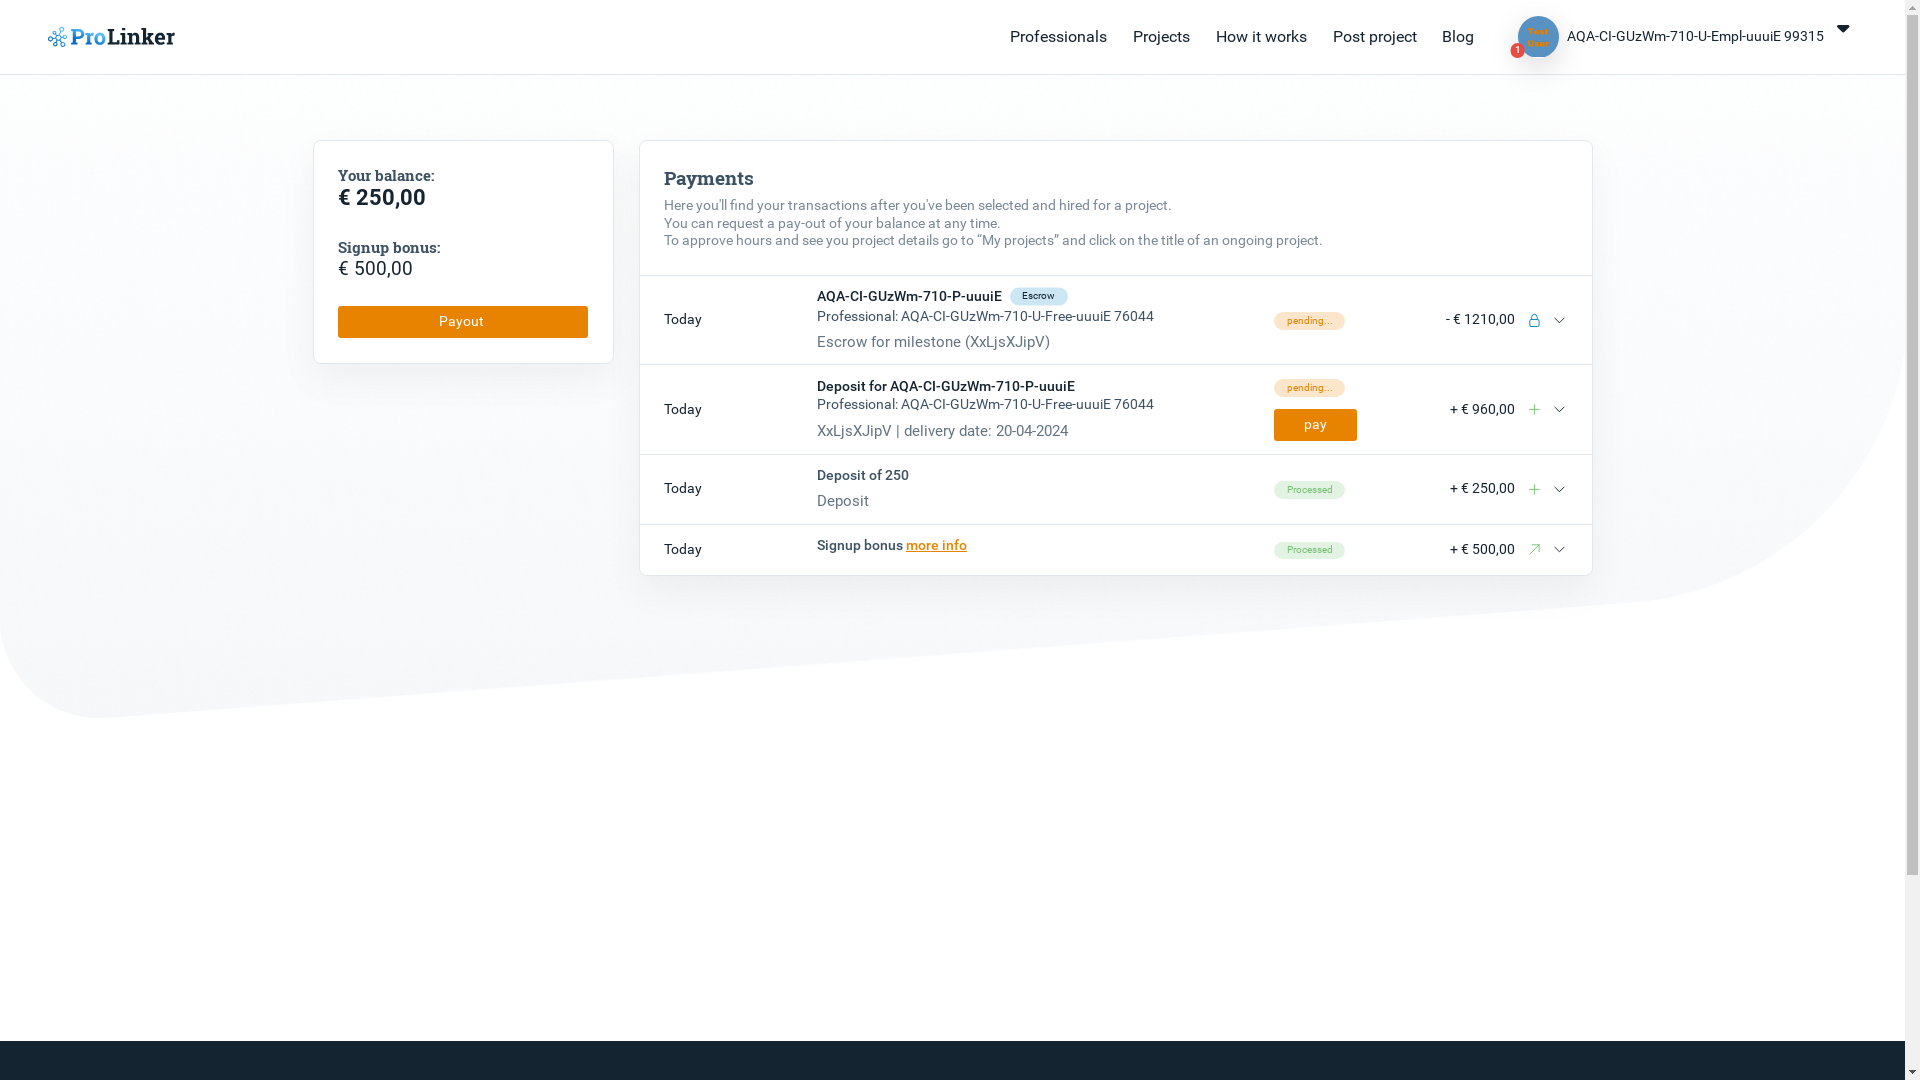 ProLinker
Professionals Projects How it works Post project Blog
Test
User
1
AQA-CI-GUzWm-710-U-Empl-uuuiE 99315
Your balance:
€ 250,00
Signup bonus:
€ 500,00
Payout
Payments
Here you'll find your transactions after you've been selected and hired for a project.
You can request a pay-out of your balance at any time.
To approve hours and see you project details go to “My projects” and click on the title of an ongoing project.
Today
AQA-CI-GUzWm-710-P-uuuiE Escrow
Professional: AQA-CI-GUzWm-710-U-Free-uuuiE 76044
Escrow for milestone (XxLjsXJipV)
pending...
- € 1210,00
Today
Deposit for AQA-CI-GUzWm-710-P-uuuiE
Professional: AQA-CI-GUzWm-710-U-Free-uuuiE 76044
XxLjsXJipV | delivery date: 20-04-2024
pending...
pay
+ € 960,00
Today
Deposit of 250
Deposit
Processed
+ € 250,00
Today
Signup bonus more info
Processed
+ € 500,00